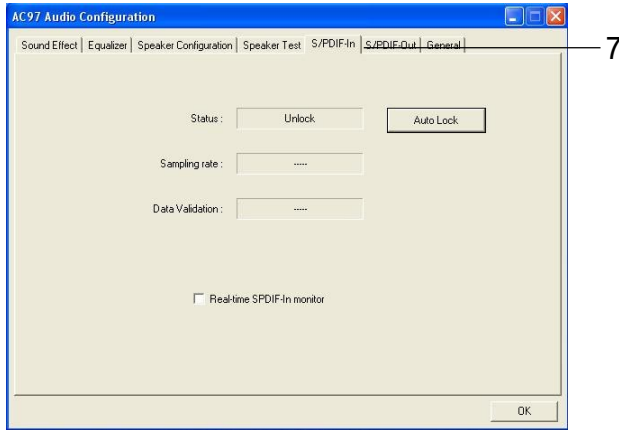 AC97 Audio Configuration
Sound Effect Equalizer Speaker Configuration Speaker Test S/PDIF-In S/PDIF-Out General 7
Status : Unlock Auto Lock
Sampling rate : -----
Data Validation : -----
Real-time SPDIF-In monitor
OK